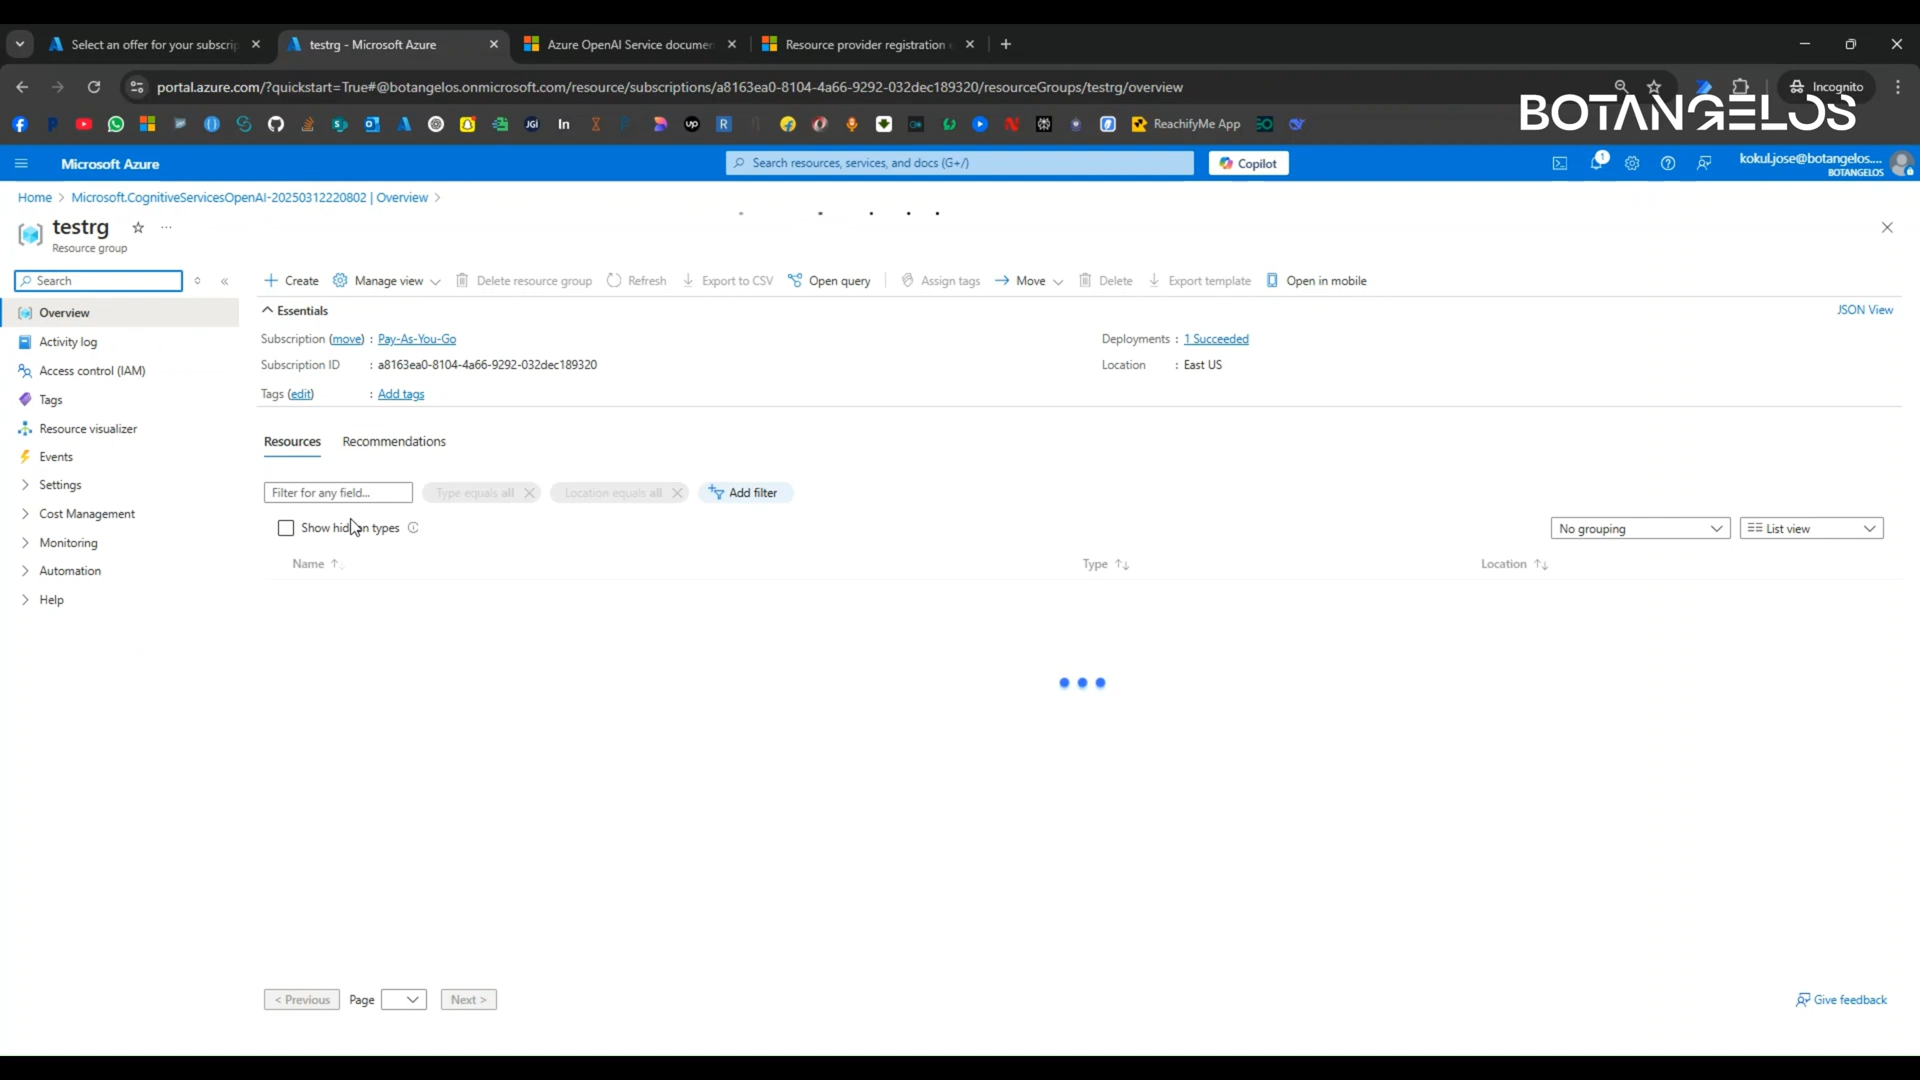 Select an offer for your subscrip
testrg - Microsoft Azure
Azure OpenAI Service documen
Resource provider registration
portal.azure.com/?quickstart=True#@botangelos.onmicrosoft.com/resource/subscriptions/a8163ea0-8104-4a66-9292-032dec189320/resourceGroups/testrg/overview
Incognito
BOTANGELOS
JGI
In
UP
R
ReachifyMe App
Microsoft Azure
Search resources, services, and docs (G+/)
Copilot
1
kokul.jose@botangelos....
BOTANGELOS
Home > Microsoft.CognitiveServicesOpenAI-20250312220802 | Overview >
testrg
Resource group
Search
Create
Manage view
Delete resource group
Refresh
Export to CSV
Open query
Assign tags
Move
Delete
Export template
Open in mobile
Overview
Activity log
Access control (IAM)
Tags
Resource visualizer
Events
Settings
Cost Management
Monitoring
Automation
Help
Essentials
JSON View
Subscription (move) : Pay-As-You-Go
Deployments : 1 Succeeded
Subscription ID : a8163ea0-8104-4a66-9292-032dec189320
Location : East US
Tags (edit) : Add tags
Resources
Recommendations
Filter for any field...
Type equals all
Location equals all
Add filter
Show hidden types
No grouping
List view
Name
Type
Location
< Previous
Page
Next >
Give feedback